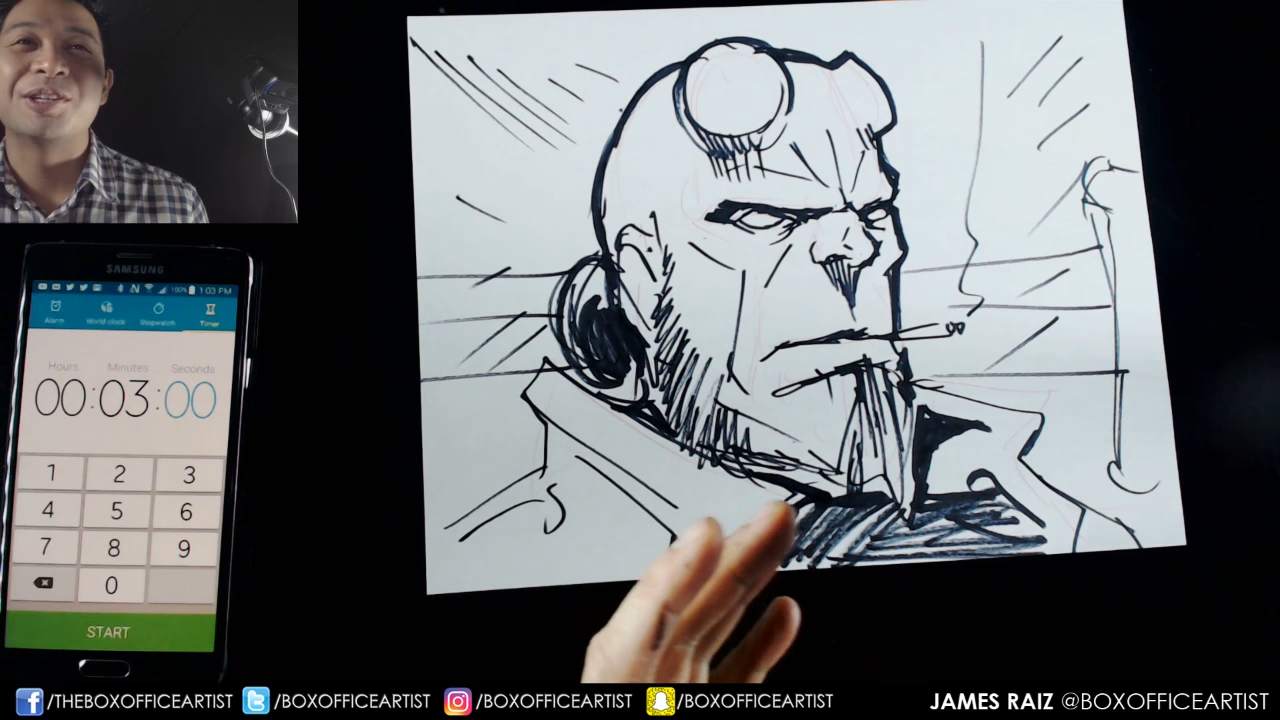 SAMSUNG
100% 1:03 PM
Alarm World clock Stopwatch Timer
Hours Minutes Seconds
00:03:00
1 2 3
4 5 6
7 8 9
0
START
/THEBOXOFFICEARTIST /BOXOFFICEARTIST /BOXOFFICEARTIST /BOXOFFICEARTIST JAMES RAIZ @BOXOFFICEARTIST